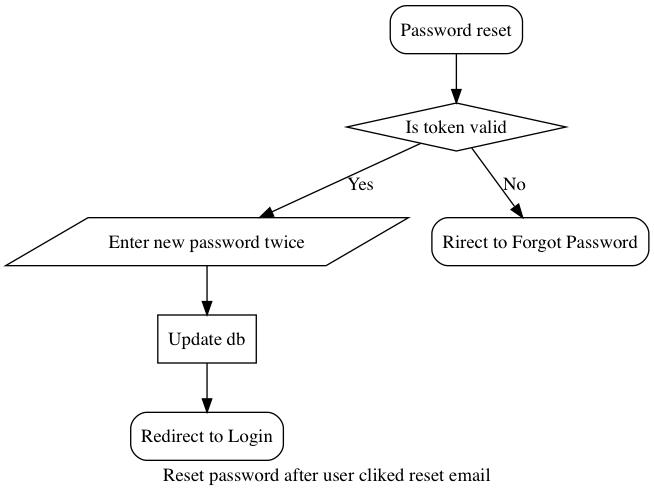 Password reset
Is token valid
Yes
No
Enter new password twice
Rirect to Forgot Password
Update db
Redirect to Login
Reset password after user cliked reset email